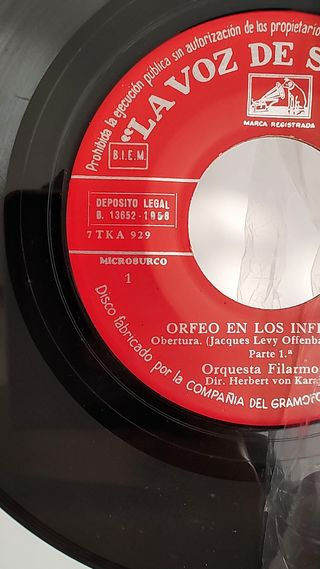 Prohibida la ejecución pública sin autorización de los propietario
"LA VOZ DE S
MARCA REGISTRADA
B.I.E.M.
DEPOSITO LEGAL
B. 13652 - 1958
7 TKA 929
MICROSURCO
1
ORFEO EN LOS INFI
Obertura. (Jacques Levy Offenba
Parte 1.ª
Orquesta Filarmo
Dir. Herbert von Kara
Disco fabricado por la COMPAÑIA DEL GRAMOFO